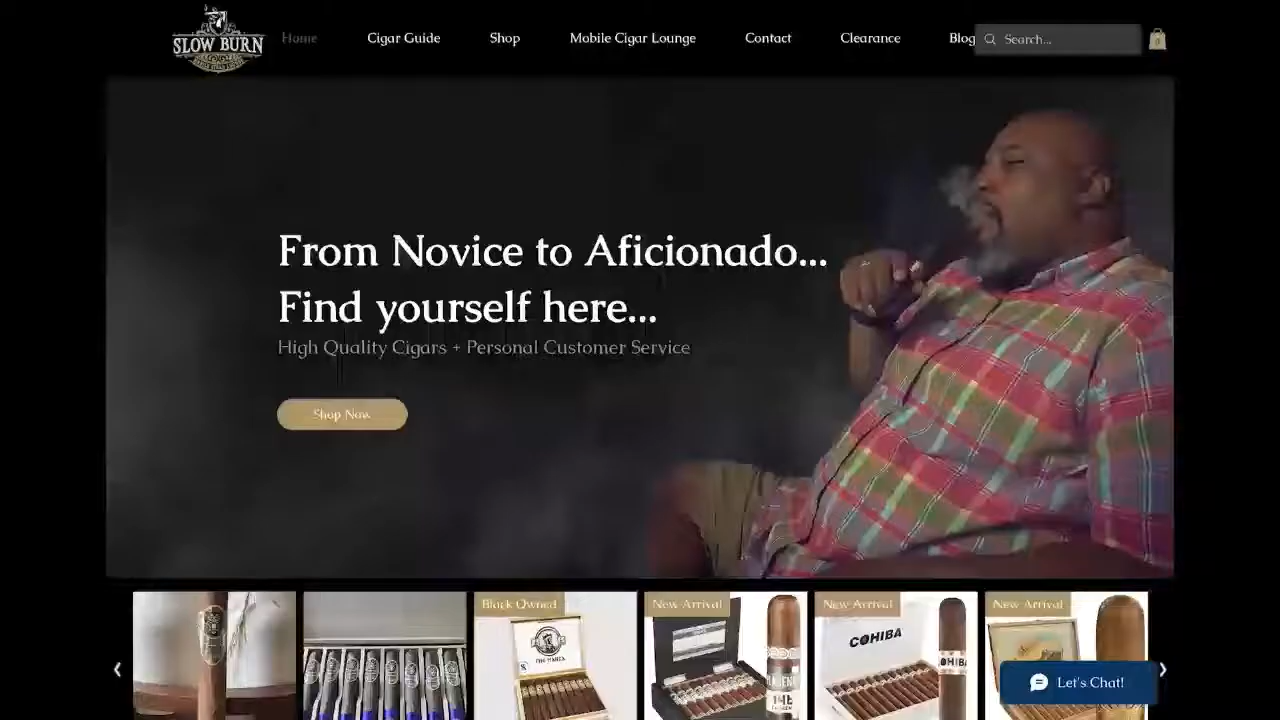 SLOW BURN
Home
Cigar Guide
Shop
Mobile Cigar Lounge
Contact
Clearance
Blog
Search...
0
From Novice to Aficionado...
Find yourself here...
High Quality Cigars + Personal Customer Service
Shop Now
Black Owned
New Arrival
New Arrival
New Arrival
COHIBA
Let's Chat!